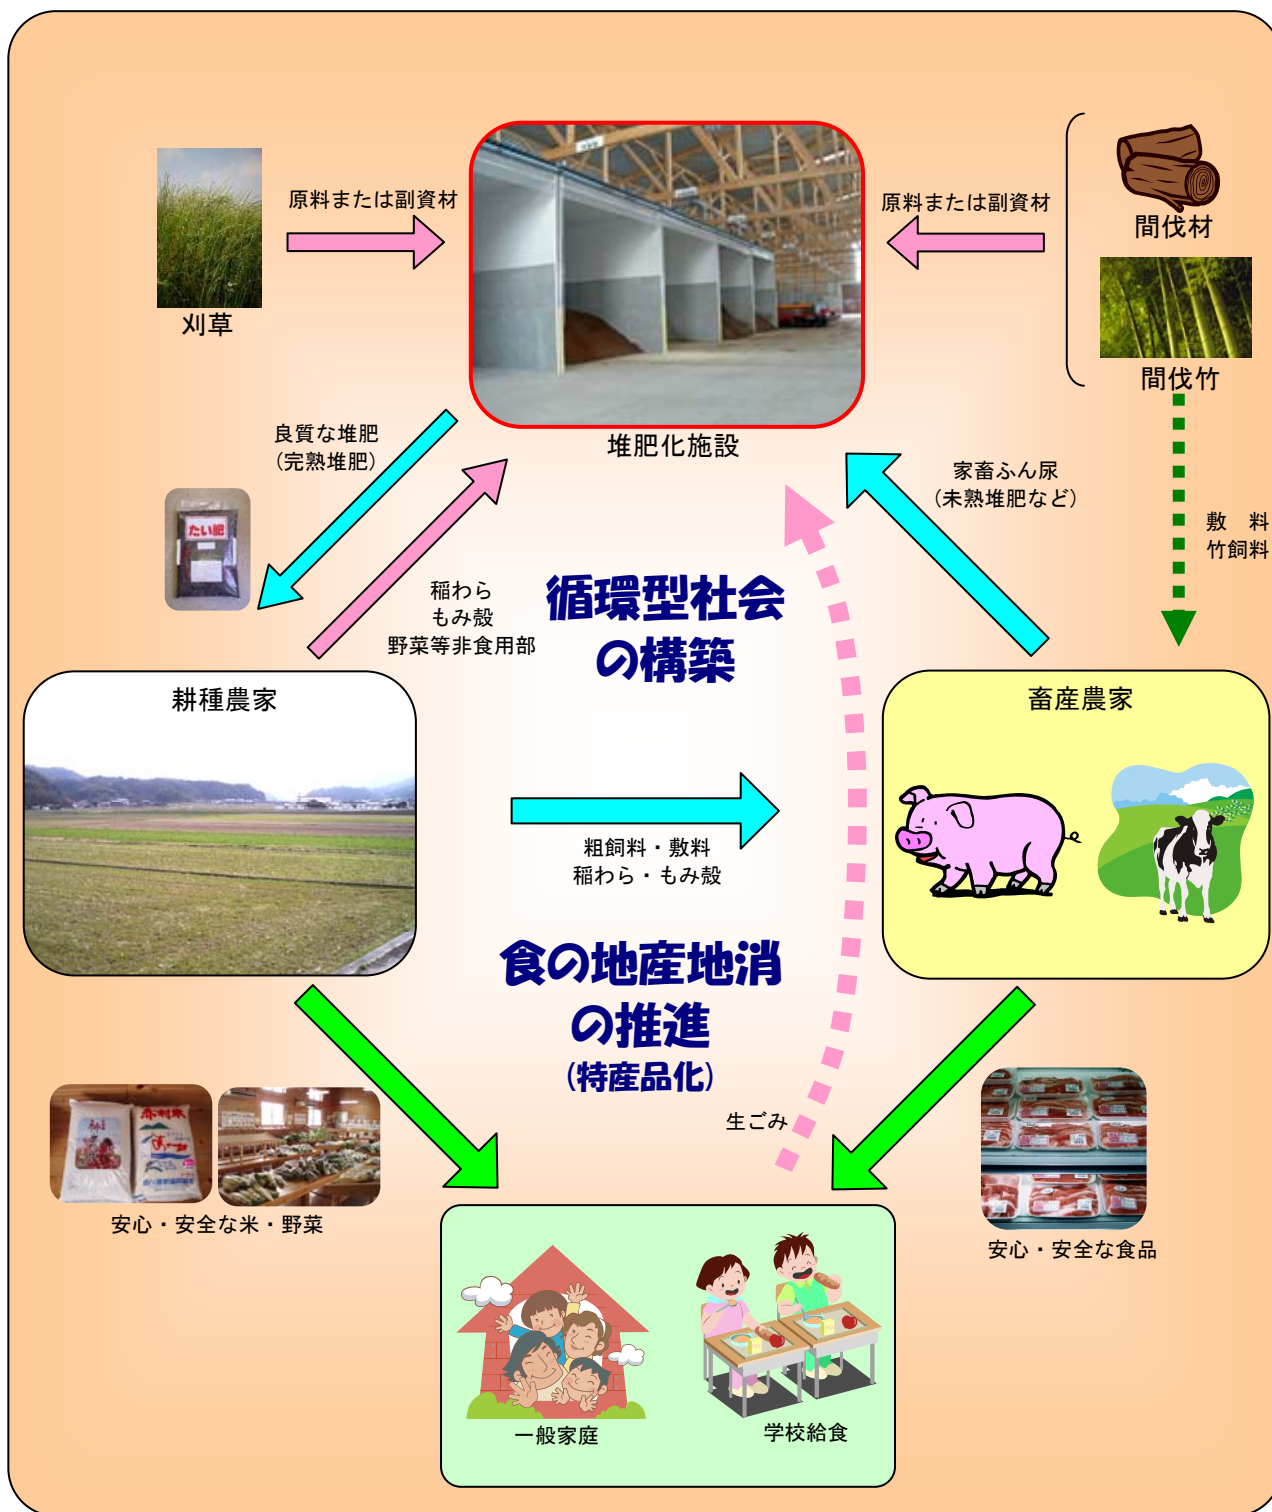 原料または副資材
原料または副資材
間伐材
刈草
間伐竹
堆肥化施設
良質な堆肥
(完熟堆肥)
家畜ふん尿
(未熟堆肥など)
たい肥
敷　料
竹飼料
稲わら
もみ殻
野菜等非食用部
循環型社会
の構築
耕種農家
畜産農家
粗飼料・敷料
稲わら・もみ殻
食の地産地消
の推進
(特産品化)
生ごみ
赤村米
安心・安全な米・野菜
安心・安全な食品
一般家庭
学校給食